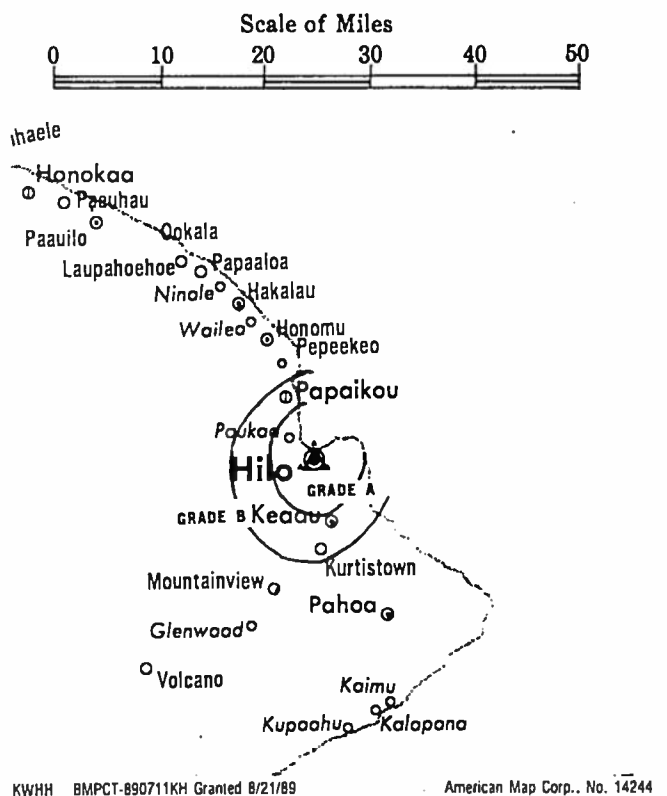 Scale of Miles
0 10 20 30 40 50
ihaele
Honokaa
Paauhau
Paauilo
Ookala
Laupahoehoe
Papaaloa
Ninole
Hakalau
Wailea
Honomu
Pepeekeo
Papaikou
Paukaa
Hilo
GRADE A
GRADE B
Keaau
Kurtistown
Mountainview
Pahoa
Glenwood
Volcano
Kaimu
Kalapana
Kupaahu
KWHH BMPCT-890711KH Granted 8/21/89
American Map Corp., No. 14244